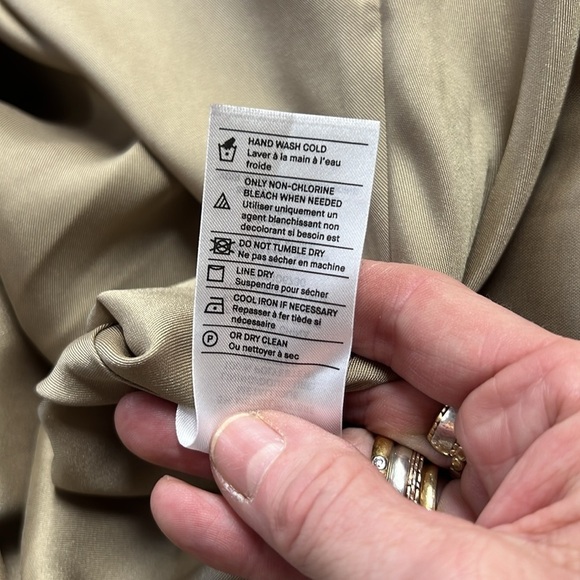 HAND WASH COLD
Laver à la main à l'eau
froide
ONLY NON-CHLORINE
BLEACH WHEN NEEDED
Utiliser uniquement un
agent blanchissant non
decolorant si besoin est
DO NOT TUMBLE DRY
Ne pas sécher en machine
LINE DRY
Suspendre pour sécher
COOL IRON IF NECESSARY
Repasser à fer tiède si
nécessaire
P OR DRY CLEAN
Ou nettoyer à sec